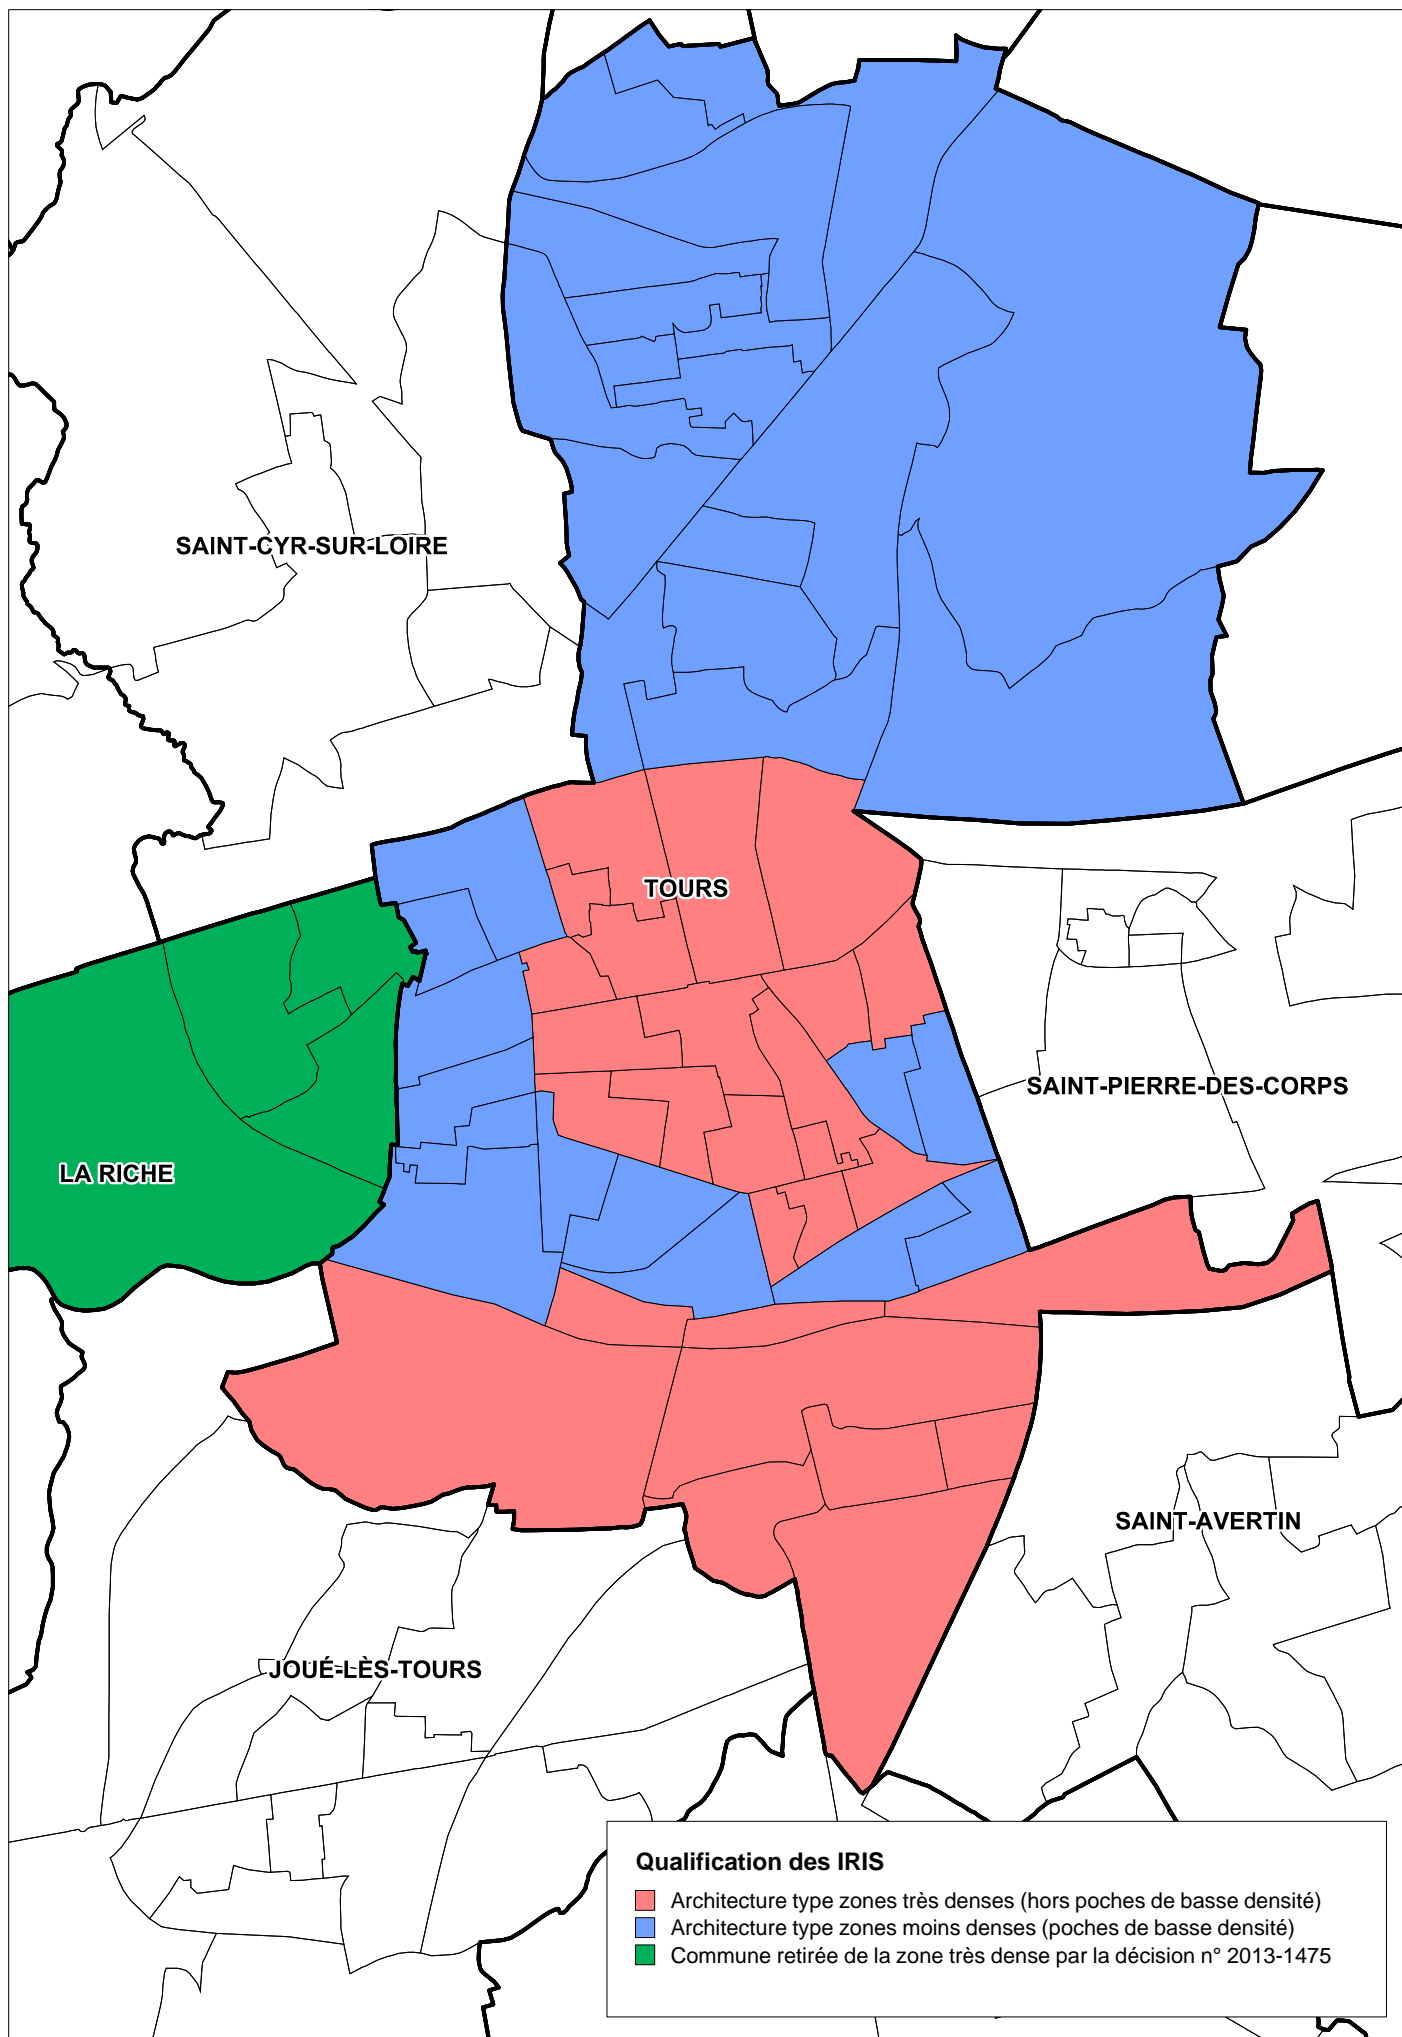 SAINT-CYR-SUR-LOIRE
TOURS
SAINT-PIERRE-DES-CORPS
LA RICHE
SAINT-AVERTIN
JOUÉ-LÈS-TOURS
Qualification des IRIS
Architecture type zones très denses (hors poches de basse densité)
Architecture type zones moins denses (poches de basse densité)
Commune retirée de la zone très dense par la décision n° 2013-1475